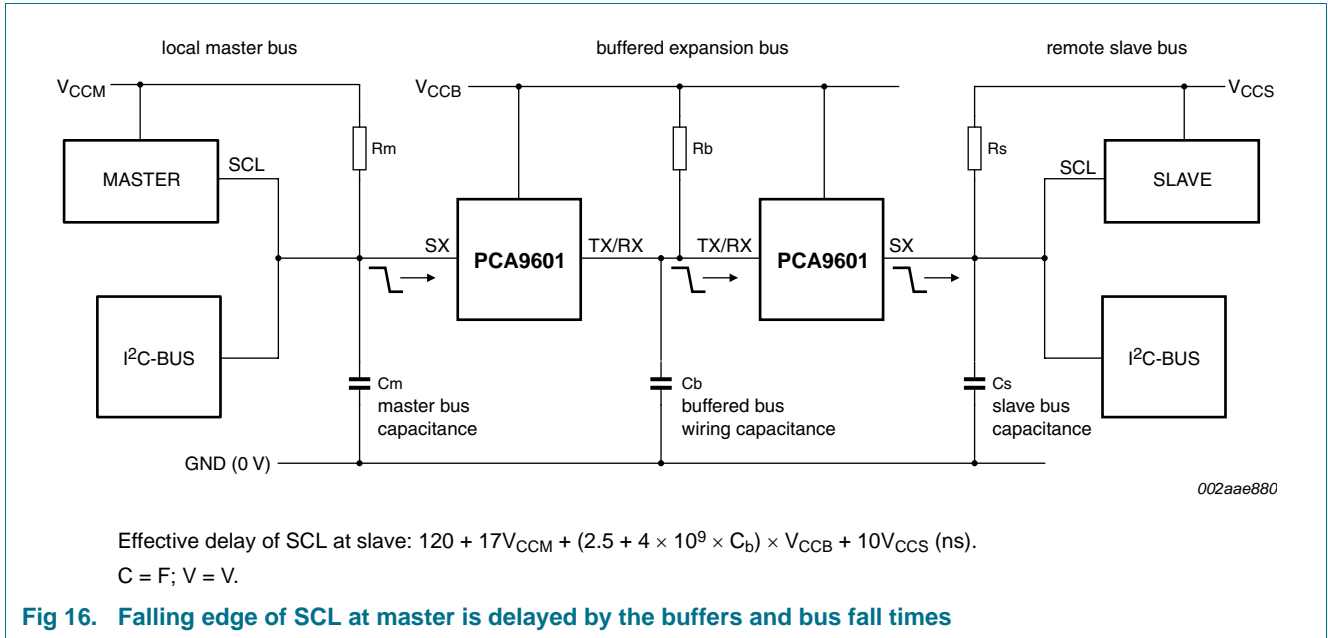 local master bus
buffered expansion bus
remote slave bus
VCCM
VCCB
VCCS
Rm
Rb
Rs
MASTER
SCL
SCL
SLAVE
SX
PCA9601
TX/RX
TX/RX
PCA9601
SX
I²C-BUS
I²C-BUS
Cm
master bus
capacitance
Cb
buffered bus
wiring capacitance
Cs
slave bus
capacitance
GND (0 V)
002aae880
Effective delay of SCL at slave: 120 + 17VCCM + (2.5 + 4 × 10⁹ × Cb) × VCCB + 10VCCS (ns).
C = F; V = V.
Fig 16. Falling edge of SCL at master is delayed by the buffers and bus fall times